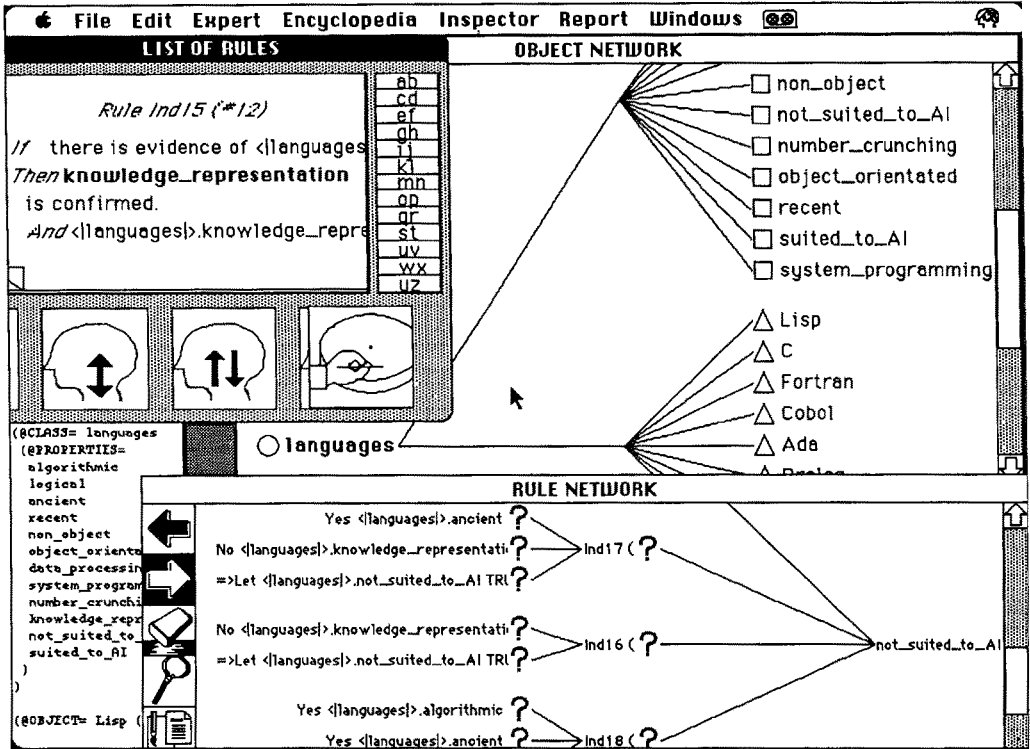 File Edit Expert Encyclopedia Inspector Report Windows
LIST OF RULES
Rule Ind15 (*12)
If there is evidence of <|languages
Then knowledge_representation
is confirmed.
And <|languages|>.knowledge_repre
ab
cd
ef
gh
ij
kl
mn
op
qr
st
uv
wx
yz
OBJECT NETWORK
non_object
not_suited_to_AI
number_crunching
object_orientated
recent
suited_to_AI
system_programming
Lisp
C
Fortran
Cobol
Ada
Prolog
languages
(@CLASS= languages
(@PROPERTIES=
algorithmic
logical
ancient
recent
non_object
object_orienta
data_processin
system_program
number_crunchi
knowledge_repr
not_suited_to_
suited_to_AI
)
)
(@OBJECT= Lisp (
RULE NETWORK
Yes <|languages|>.ancient ?
No <|languages|>.knowledge_representati ?
=>Let <|languages|>.not_suited_to_AI TRU ?
Ind17 ( ?
No <|languages|>.knowledge_representati ?
=>Let <|languages|>.not_suited_to_AI TRU ?
Ind16 ( ?
not_suited_to_AI
Yes <|languages|>.algorithmic ?
Yes <|languages|>.ancient ?
Ind18 ( ?